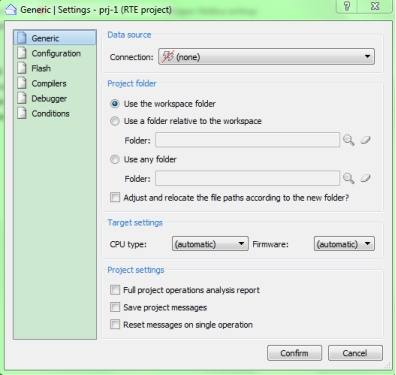 Generic | Settings - prj-1 (RTE project)
Generic
Configuration
Flash
Compilers
Debugger
Conditions
Data source
Connection: (none)
Project folder
Use the workspace folder
Use a folder relative to the workspace
Folder:
Use any folder
Folder:
Adjust and relocate the file paths according to the new folder?
Target settings
CPU type: (automatic) Firmware: (automatic)
Project settings
Full project operations analysis report
Save project messages
Reset messages on single operation
Confirm Cancel